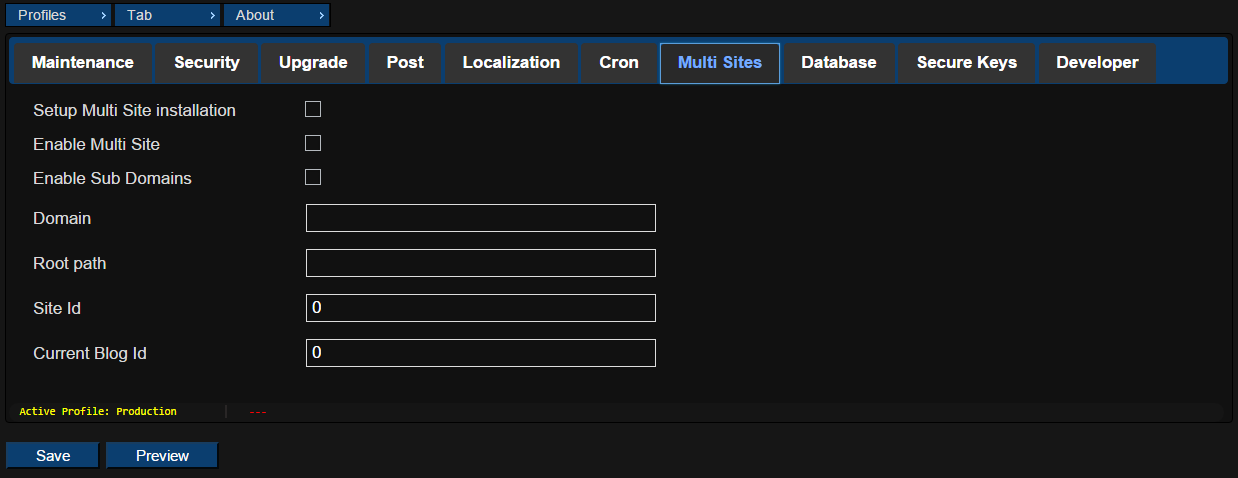 Profiles › Tab › About ›
Maintenance Security Upgrade Post Localization Cron Multi Sites Database Secure Keys Developer
Setup Multi Site installation
Enable Multi Site
Enable Sub Domains
Domain
Root path
Site Id 0
Current Blog Id 0
Active Profile: Production ---
Save Preview